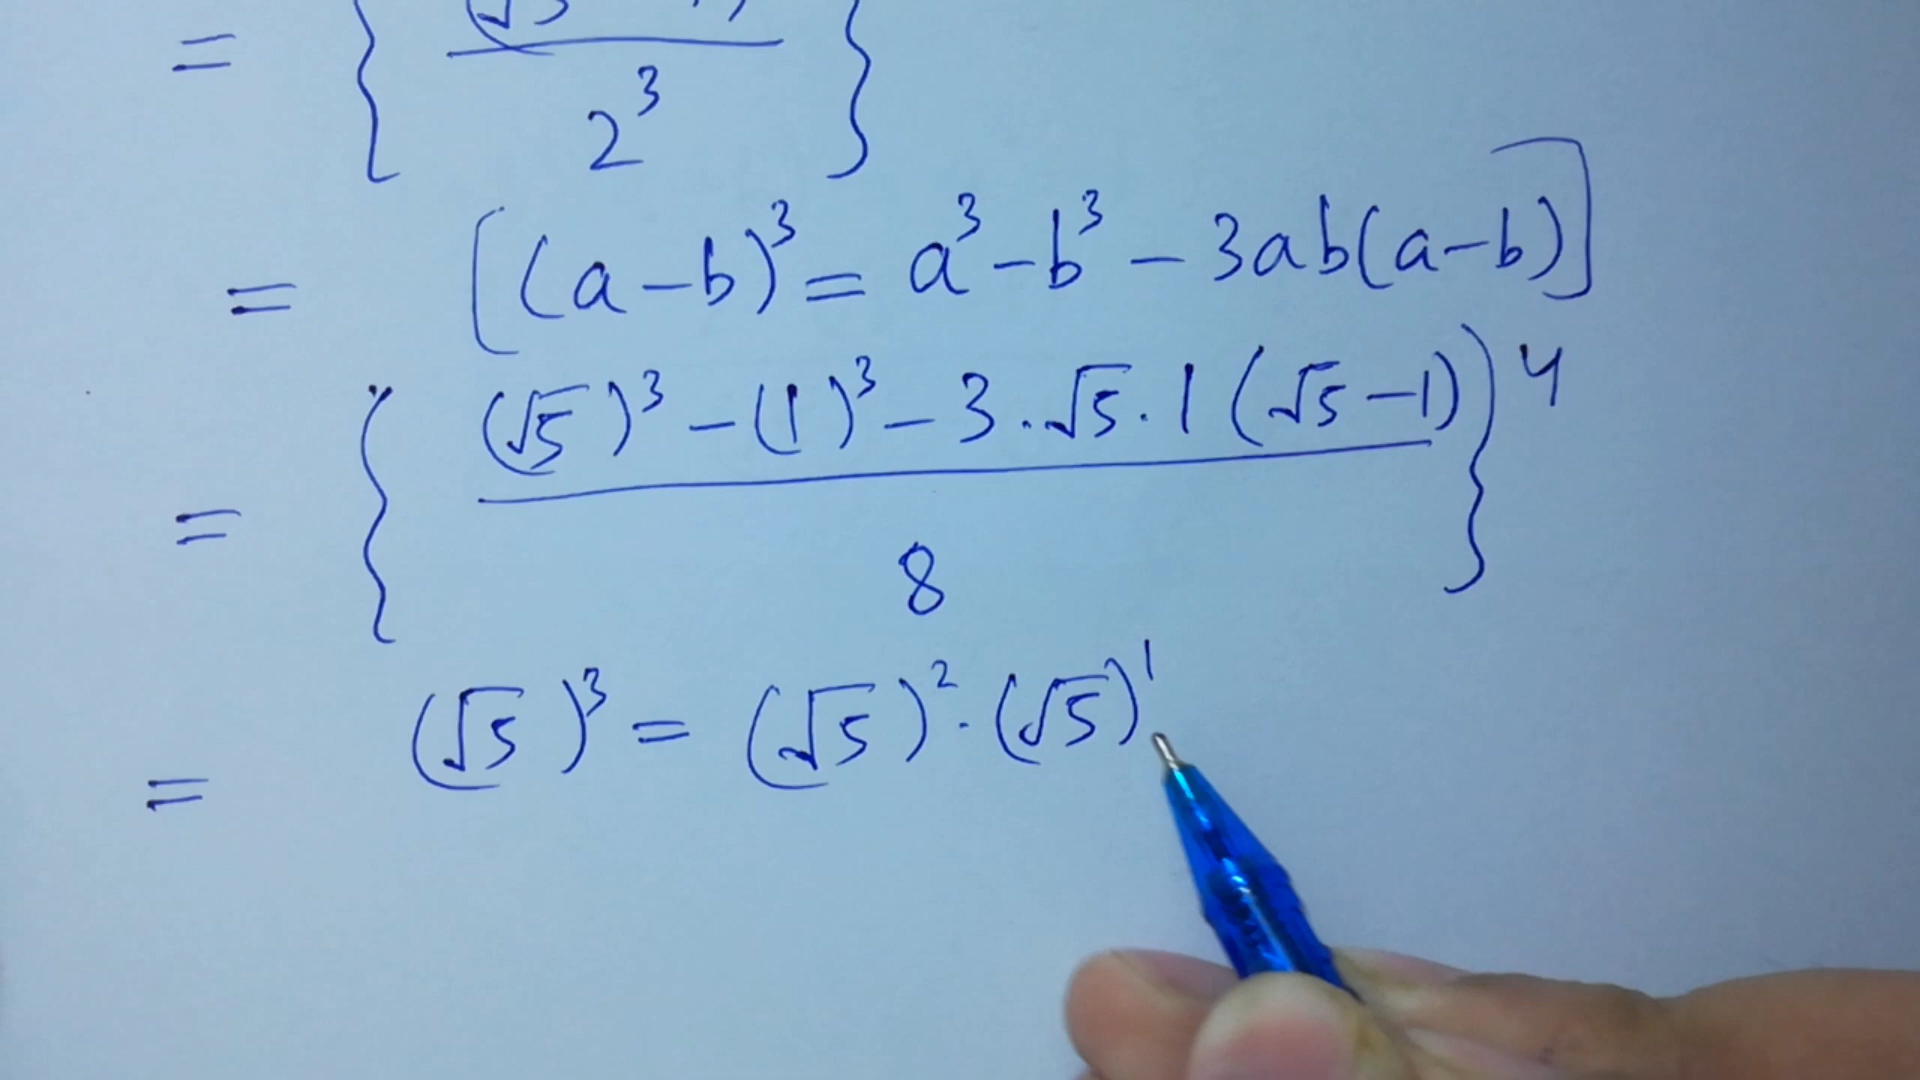 = { / 2³ }
= [(a-b)³ = a³-b³-3ab(a-b)]
= { (√5)³-(1)³-3·√5·1(√5-1) / 8 }⁴
= (√5)³ = (√5)²·(√5)¹